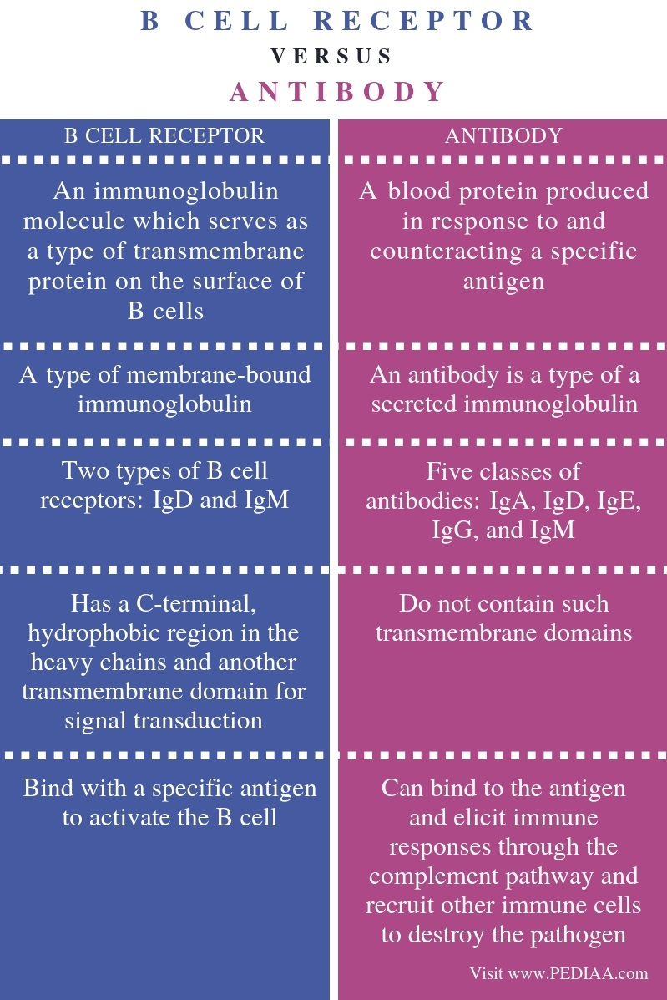 B CELL RECEPTOR
VERSUS
ANTIBODY
B CELL RECEPTOR
An immunoglobulin
molecule which serves as
a type of transmembrane
protein on the surface of
B cells
A type of membrane-bound
immunoglobulin
Two types of B cell
receptors: IgD and IgM
Has a C-terminal,
hydrophobic region in the
heavy chains and another
transmembrane domain for
signal transduction
Bind with a specific antigen
to activate the B cell
ANTIBODY
A blood protein produced
in response to and
counteracting a specific
antigen
An antibody is a type of a
secreted immunoglobulin
Five classes of
antibodies: IgA, IgD, IgE,
IgG, and IgM
Do not contain such
transmembrane domains
Can bind to the antigen
and elicit immune
responses through the
complement pathway and
recruit other immune cells
to destroy the pathogen
Visit www.PEDIAA.com